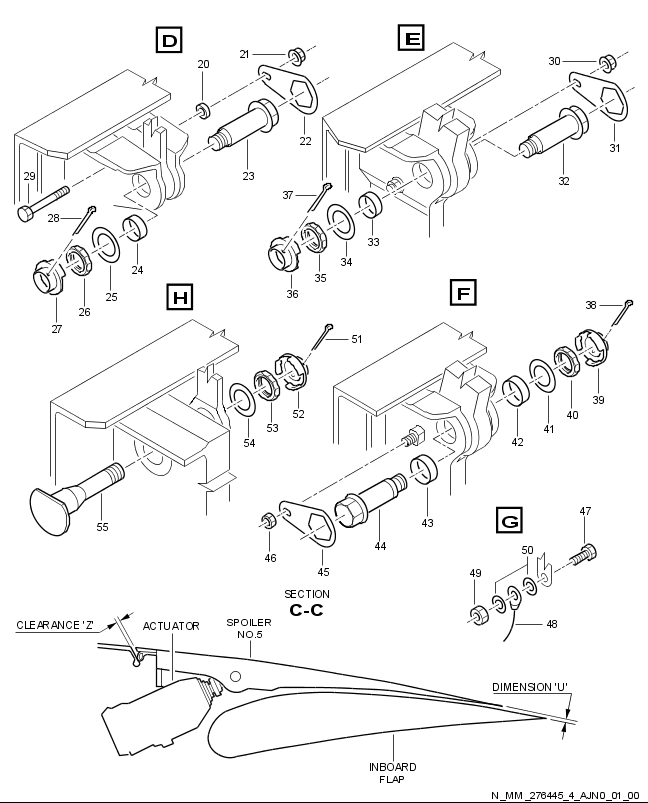 D
E
20
21
30
22
23
31
32
29
28
37
24
25
26
27
33
34
35
36
H
F
38
51
52
53
54
39
40
41
42
43
55
46
45
44
G
47
50
49
48
SECTION
C-C
CLEARANCE 'Z'
ACTUATOR
SPOILER
NO.5
DIMENSION 'U'
INBOARD
FLAP
N_MM_276445_4_AJN0_01_00